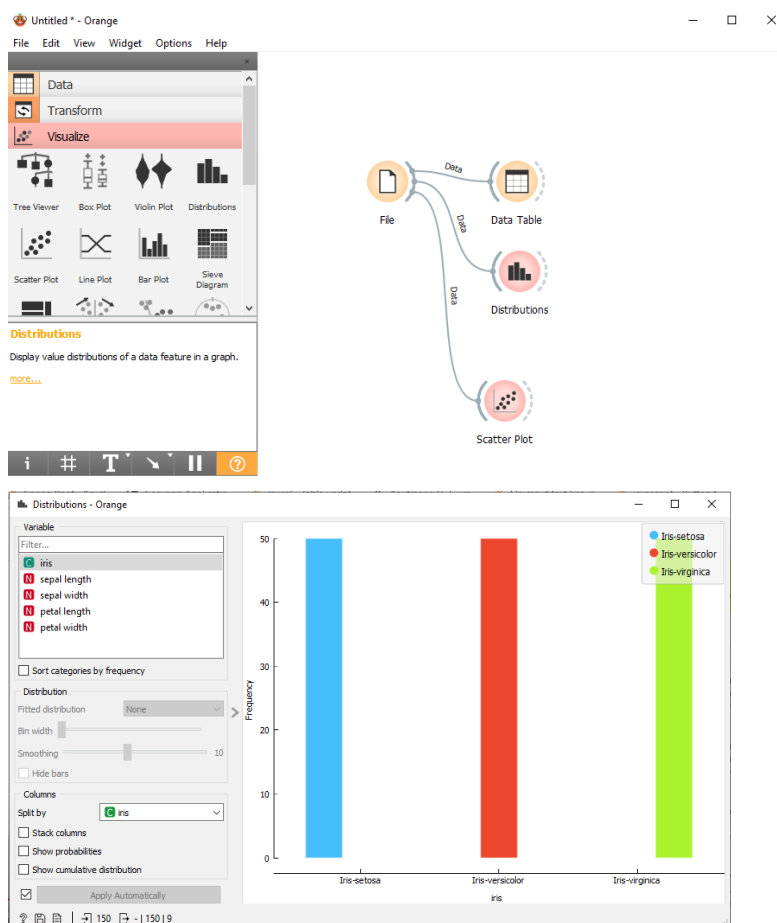 Untitled * - Orange
File Edit View Widget Options Help
Data
Transform
Visualize
Tree Viewer Box Plot Violin Plot Distributions
Scatter Plot Line Plot Bar Plot Sieve Diagram
Distributions
Display value distributions of a data feature in a graph.
more...
File
Data
Data Table
Data
Distributions
Data
Scatter Plot
Distributions - Orange
Variable
Filter...
C iris
N sepal length
N sepal width
N petal length
N petal width
Sort categories by frequency
Distribution
Fitted distribution None
Bin width
Smoothing 10
Hide bars
Columns
Split by C iris
Stack columns
Show probabilities
Show cumulative distribution
Apply Automatically
150 - | 150 | 9
Iris-setosa
Iris-versicolor
Iris-virginica
50
40
30
20
10
0
Frequency
Iris-setosa Iris-versicolor Iris-virginica
iris